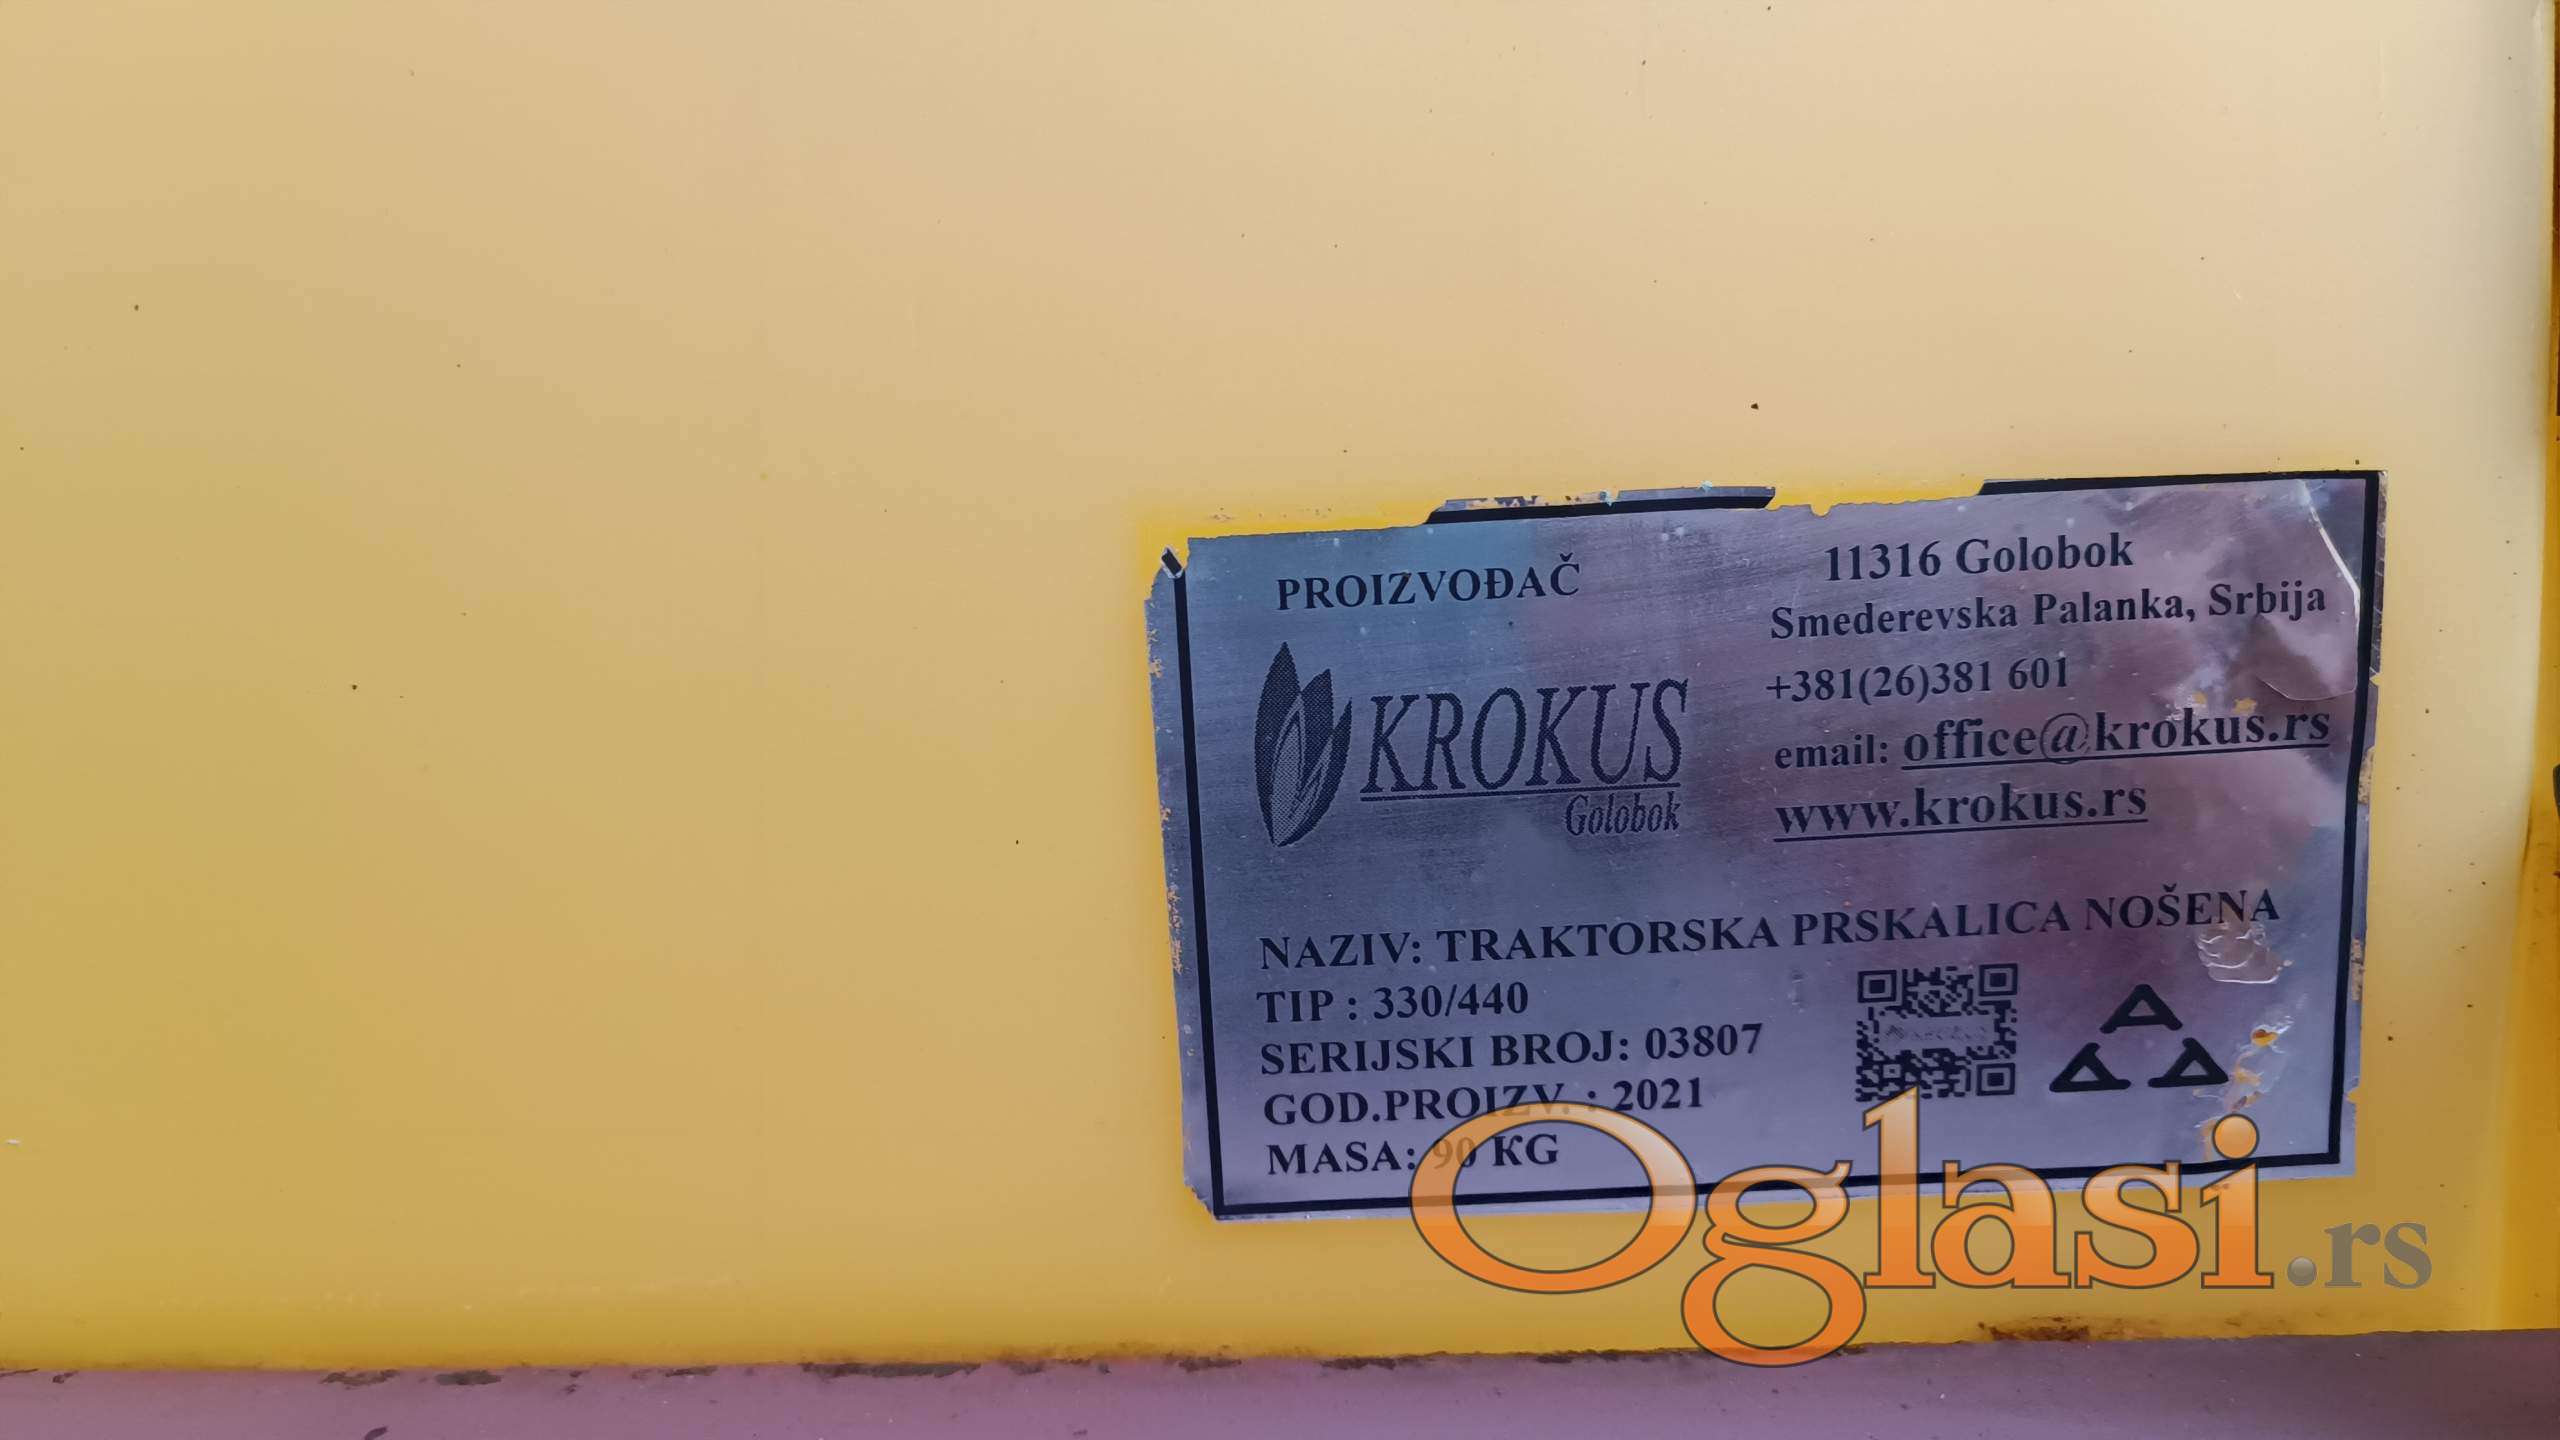 PROIZVOĐAČ
KROKUS
Golobok
11316 Golobok
Smederevska Palanka, Srbija
+381(26)381 601
email: office@krokus.rs
www.krokus.rs
NAZIV: TRAKTORSKA PRSKALICA NOŠENA
TIP : 330/440
SERIJSKI BROJ: 03807
GOD.PROIZV. : 2021
MASA: 90 KG
AAA
Oglasi.rs